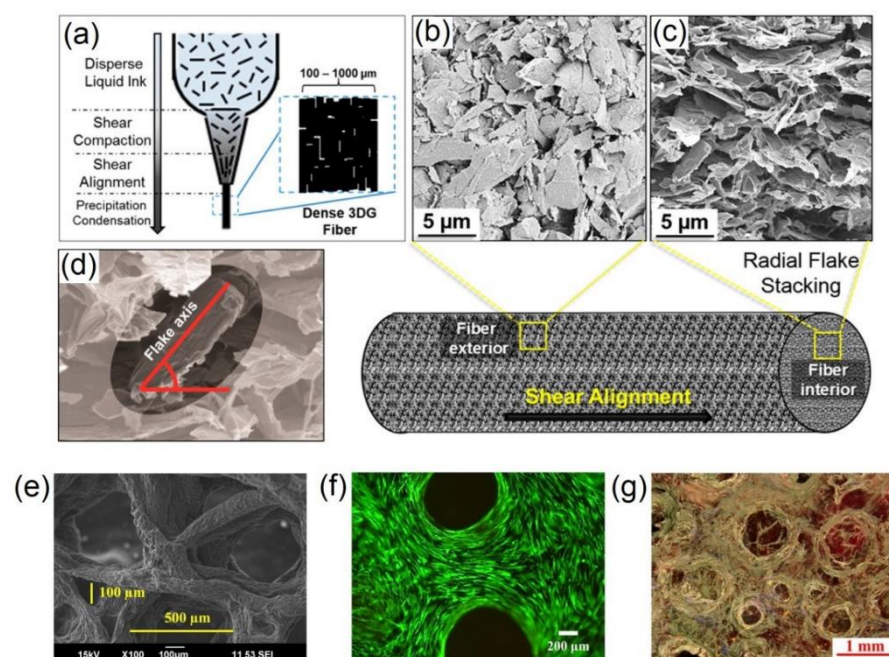 (a)
Disperse
Liquid Ink
Shear
Compaction
Shear
Alignment
Precipitation
Condensation
100 – 1000 µm
Dense 3DG
Fiber
(b)
5 µm
(c)
5 µm
(d)
Flake axis
Radial Flake
Stacking
Fiber
exterior
Shear Alignment
Fiber
interior
(e)
100 µm
500 µm
15kV X100 100µm 11 53 SEI
(f)
200 µm
(g)
1 mm